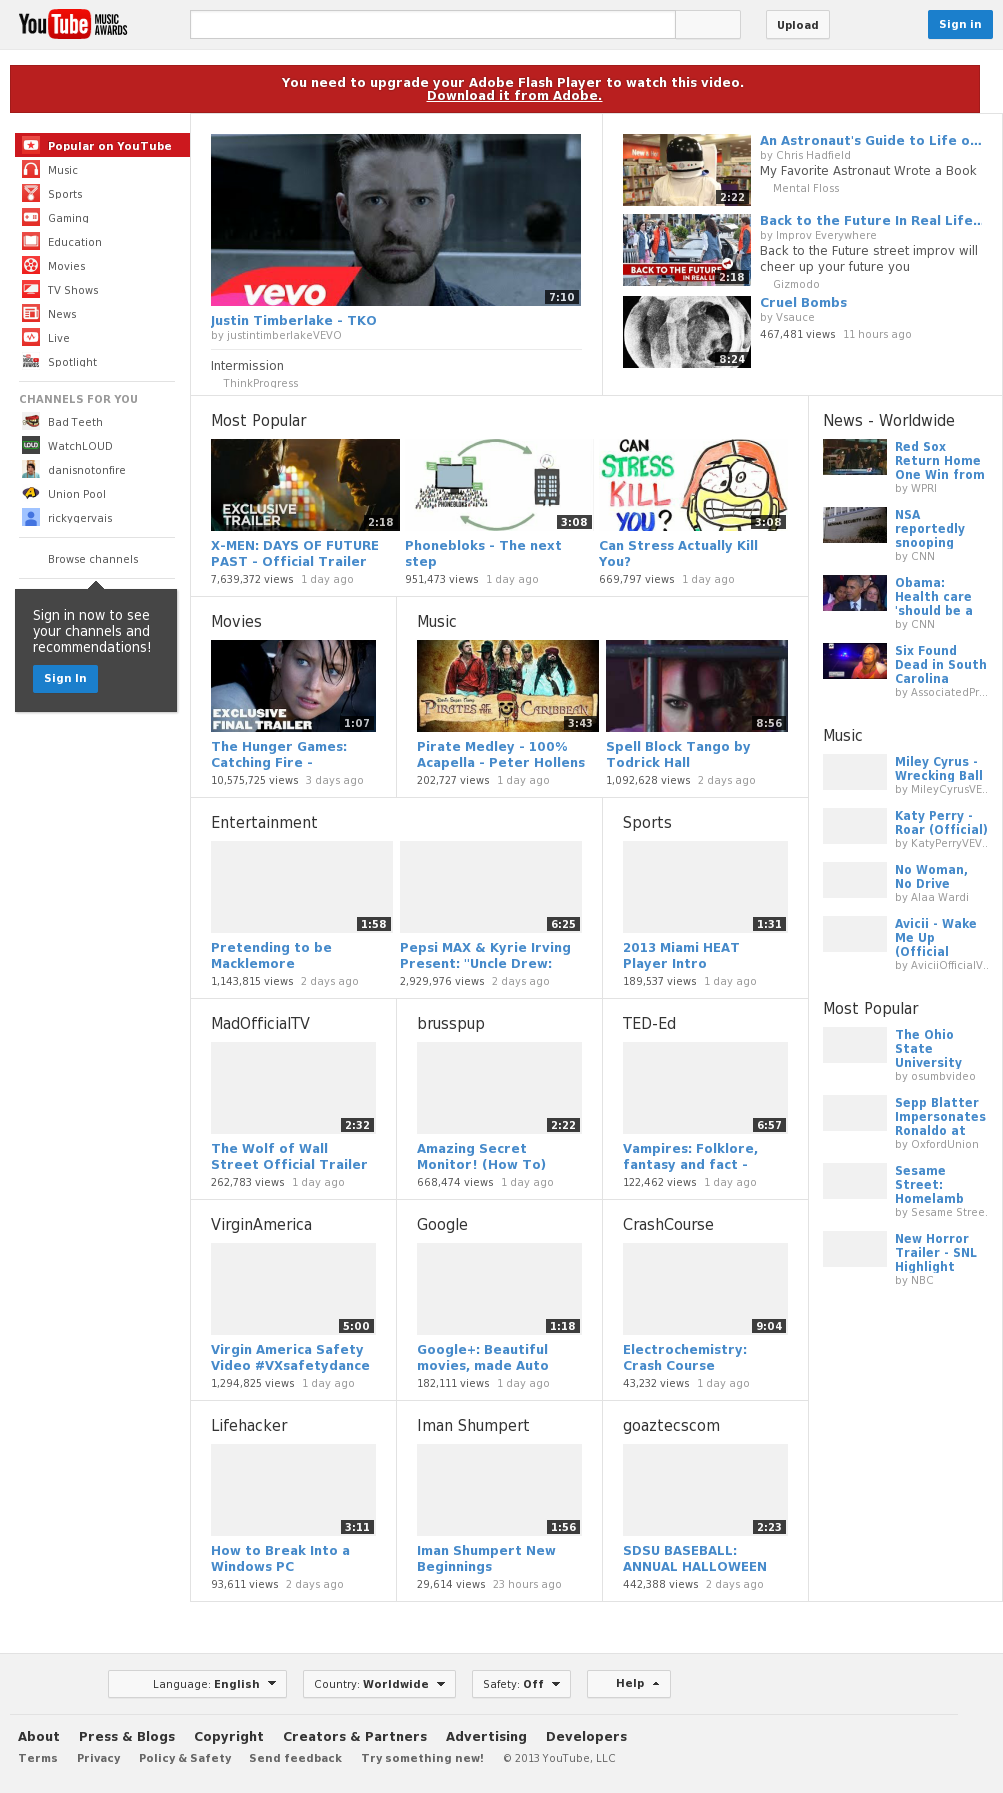 YouTube MUSIC AWARDS
Upload
Sign in
You need to upgrade your Adobe Flash Player to watch this video.
Download it from Adobe.
Popular on YouTube
Music
Sports
Gaming
Education
Movies
TV Shows
News
Live
Spotlight
CHANNELS FOR YOU
Bad Teeth
WatchLOUD
danisnotonfire
Union Pool
rickygervais
Browse channels
Sign in now to see
your channels and
recommendations!
Sign In
vevo
7:10
Justin Timberlake - TKO
by justintimberlakeVEVO
Intermission
ThinkProgress
2:22
An Astronaut's Guide to Life o...
by Chris Hadfield
My Favorite Astronaut Wrote a Book
Mental Floss
BACK TO THE FUTURE
IN REAL LIFE
2:18
Back to the Future In Real Life..
by Improv Everywhere
Back to the Future street improv will
cheer up your future you
Gizmodo
8:24
Cruel Bombs
by Vsauce
467,481 views 11 hours ago
Most Popular
EXCLUSIVE
TRAILER
2:18
X-MEN: DAYS OF FUTURE
PAST - Official Trailer
7,639,372 views 1 day ago
PHONEBLOKS
3:08
Phonebloks - The next
step
951,473 views 1 day ago
CAN
STRESS
KILL
YOU?
3:08
Can Stress Actually Kill
You?
669,797 views 1 day ago
Movies
EXCLUSIVE
FINAL TRAILER
1:07
The Hunger Games:
Catching Fire -
10,575,725 views 3 days ago
Music
PIRATES OF THE CARIBBEAN
3:43
Pirate Medley - 100%
Acapella - Peter Hollens
202,727 views 1 day ago
8:56
Spell Block Tango by
Todrick Hall
1,092,628 views 2 days ago
Entertainment
1:58
Pretending to be
Macklemore
1,143,815 views 2 days ago
6:25
Pepsi MAX & Kyrie Irving
Present: "Uncle Drew:
2,929,976 views 2 days ago
Sports
1:31
2013 Miami HEAT
Player Intro
189,537 views 1 day ago
MadOfficialTV
2:32
The Wolf of Wall
Street Official Trailer
262,783 views 1 day ago
brusspup
2:22
Amazing Secret
Monitor! (How To)
668,474 views 1 day ago
TED-Ed
6:57
Vampires: Folklore,
fantasy and fact -
122,462 views 1 day ago
VirginAmerica
5:00
Virgin America Safety
Video #VXsafetydance
1,294,825 views 1 day ago
Google
1:18
Google+: Beautiful
movies, made Auto
182,111 views 1 day ago
CrashCourse
9:04
Electrochemistry:
Crash Course
43,232 views 1 day ago
Lifehacker
3:11
How to Break Into a
Windows PC
93,611 views 2 days ago
Iman Shumpert
1:56
Iman Shumpert New
Beginnings
29,614 views 23 hours ago
goaztecscom
2:23
SDSU BASEBALL:
ANNUAL HALLOWEEN
442,388 views 2 days ago
News - Worldwide
Red Sox
Return Home
One Win from
by WPRI
NSA
reportedly
snooping
by CNN
Obama:
Health care
'should be a
by CNN
Six Found
Dead in South
Carolina
by AssociatedPr...
Music
Miley Cyrus -
Wrecking Ball
by MileyCyrusVE..
Katy Perry -
Roar (Official)
by KatyPerryVEV..
No Woman,
No Drive
by Alaa Wardi
Avicii - Wake
Me Up
(Official
by AviciiOfficialV..
Most Popular
The Ohio
State
University
by osumbvideo
Sepp Blatter
Impersonates
Ronaldo at
by OxfordUnion
Sesame
Street:
Homelamb
by Sesame Stree.
New Horror
Trailer - SNL
Highlight
by NBC
Language: English
Country: Worldwide
Safety: Off
Help
About Press & Blogs Copyright Creators & Partners Advertising Developers
Terms Privacy Policy & Safety Send feedback Try something new! © 2013 YouTube, LLC